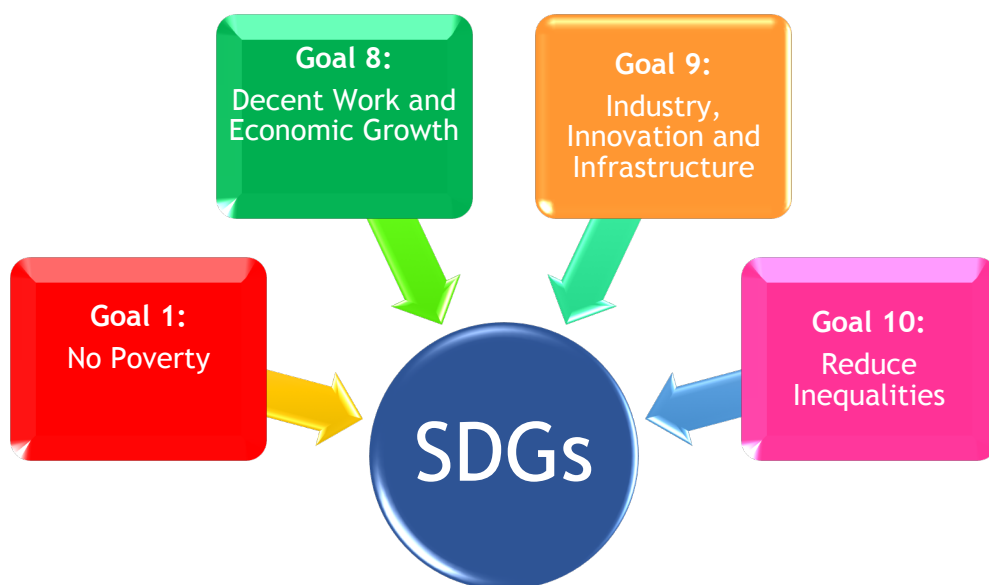 Goal 8:
Decent Work and
Economic Growth
Goal 9:
Industry,
Innovation and
Infrastructure
Goal 1:
No Poverty
Goal 10:
Reduce
Inequalities
SDGs